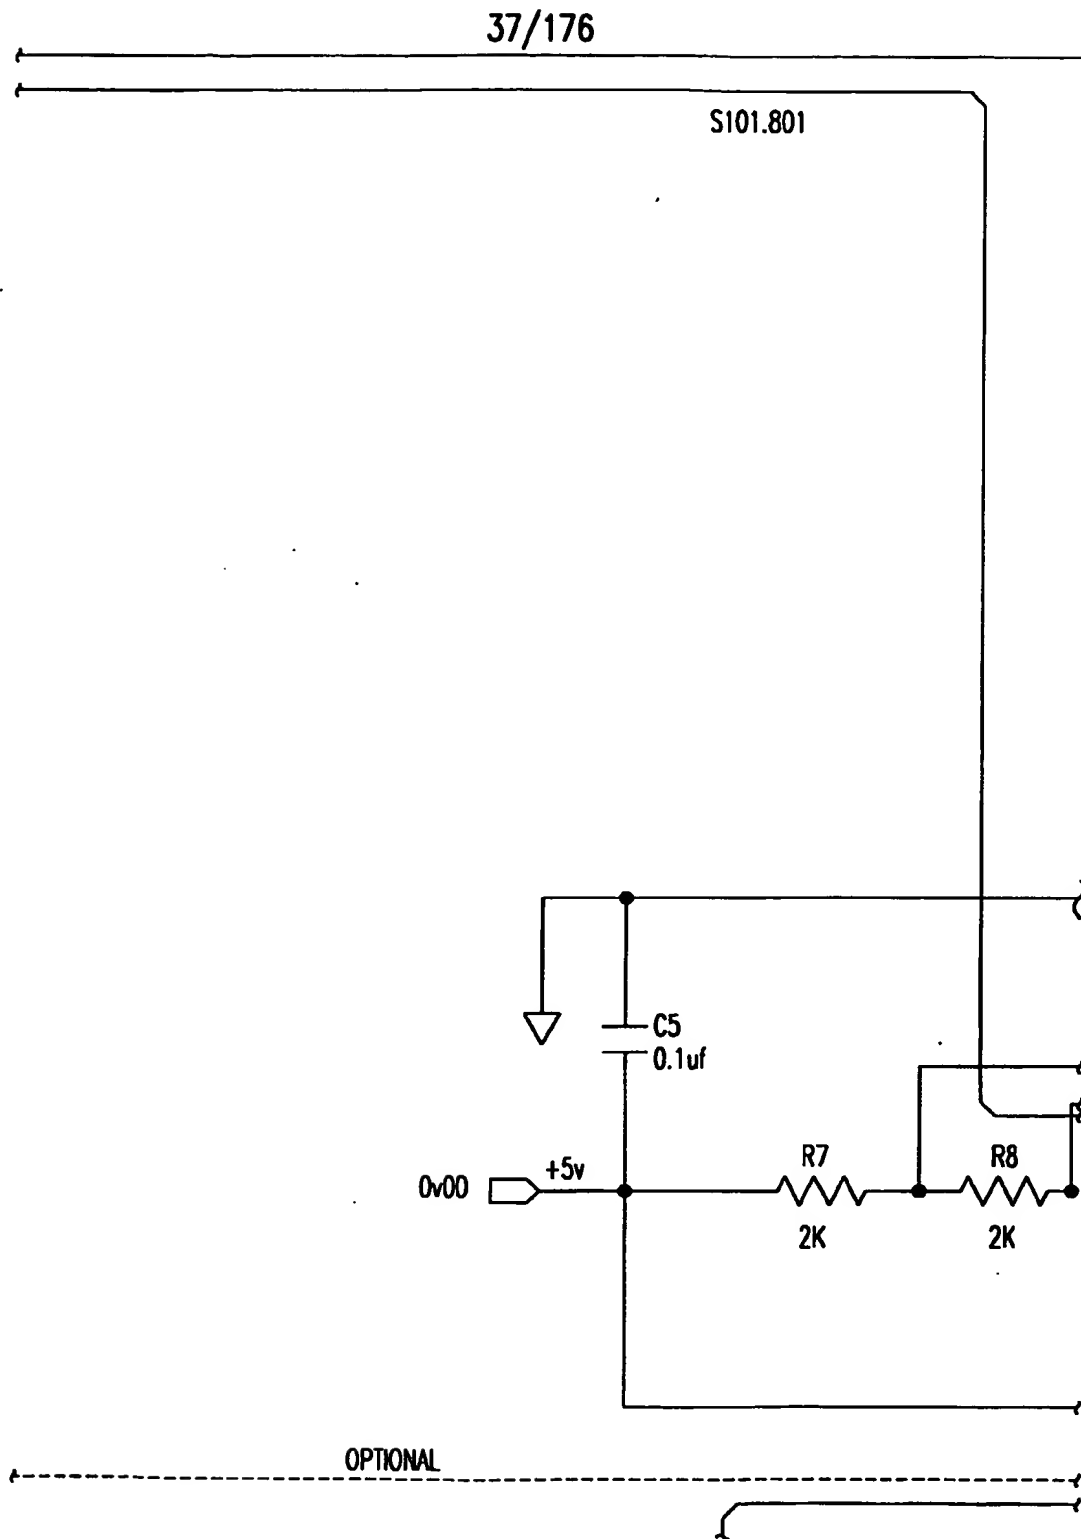 37/176
S101.801
C5
0.1uf
+5v
0v00
R7
R8
2K
2K
OPTIONAL